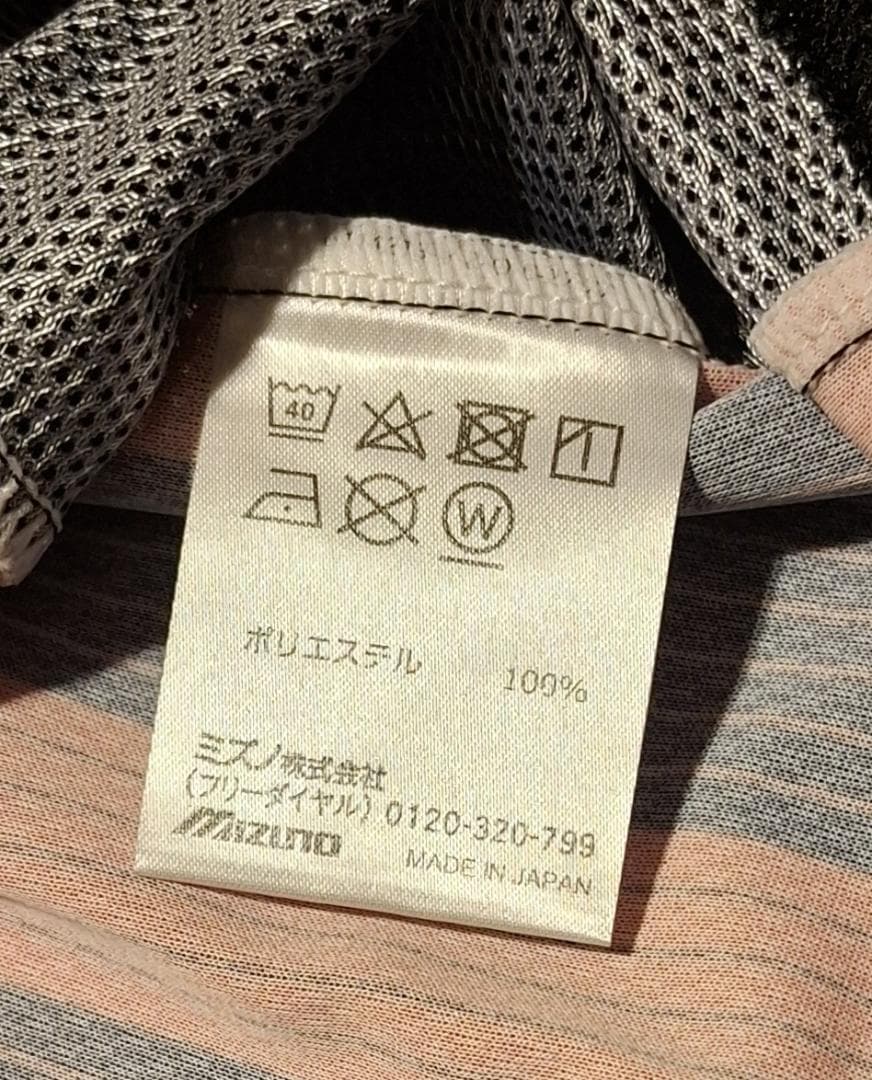 40
W
ポリエステル 100%
ミズノ株式会社
(フリーダイヤル) 0120-320-799
Mizuno
MADE IN JAPAN